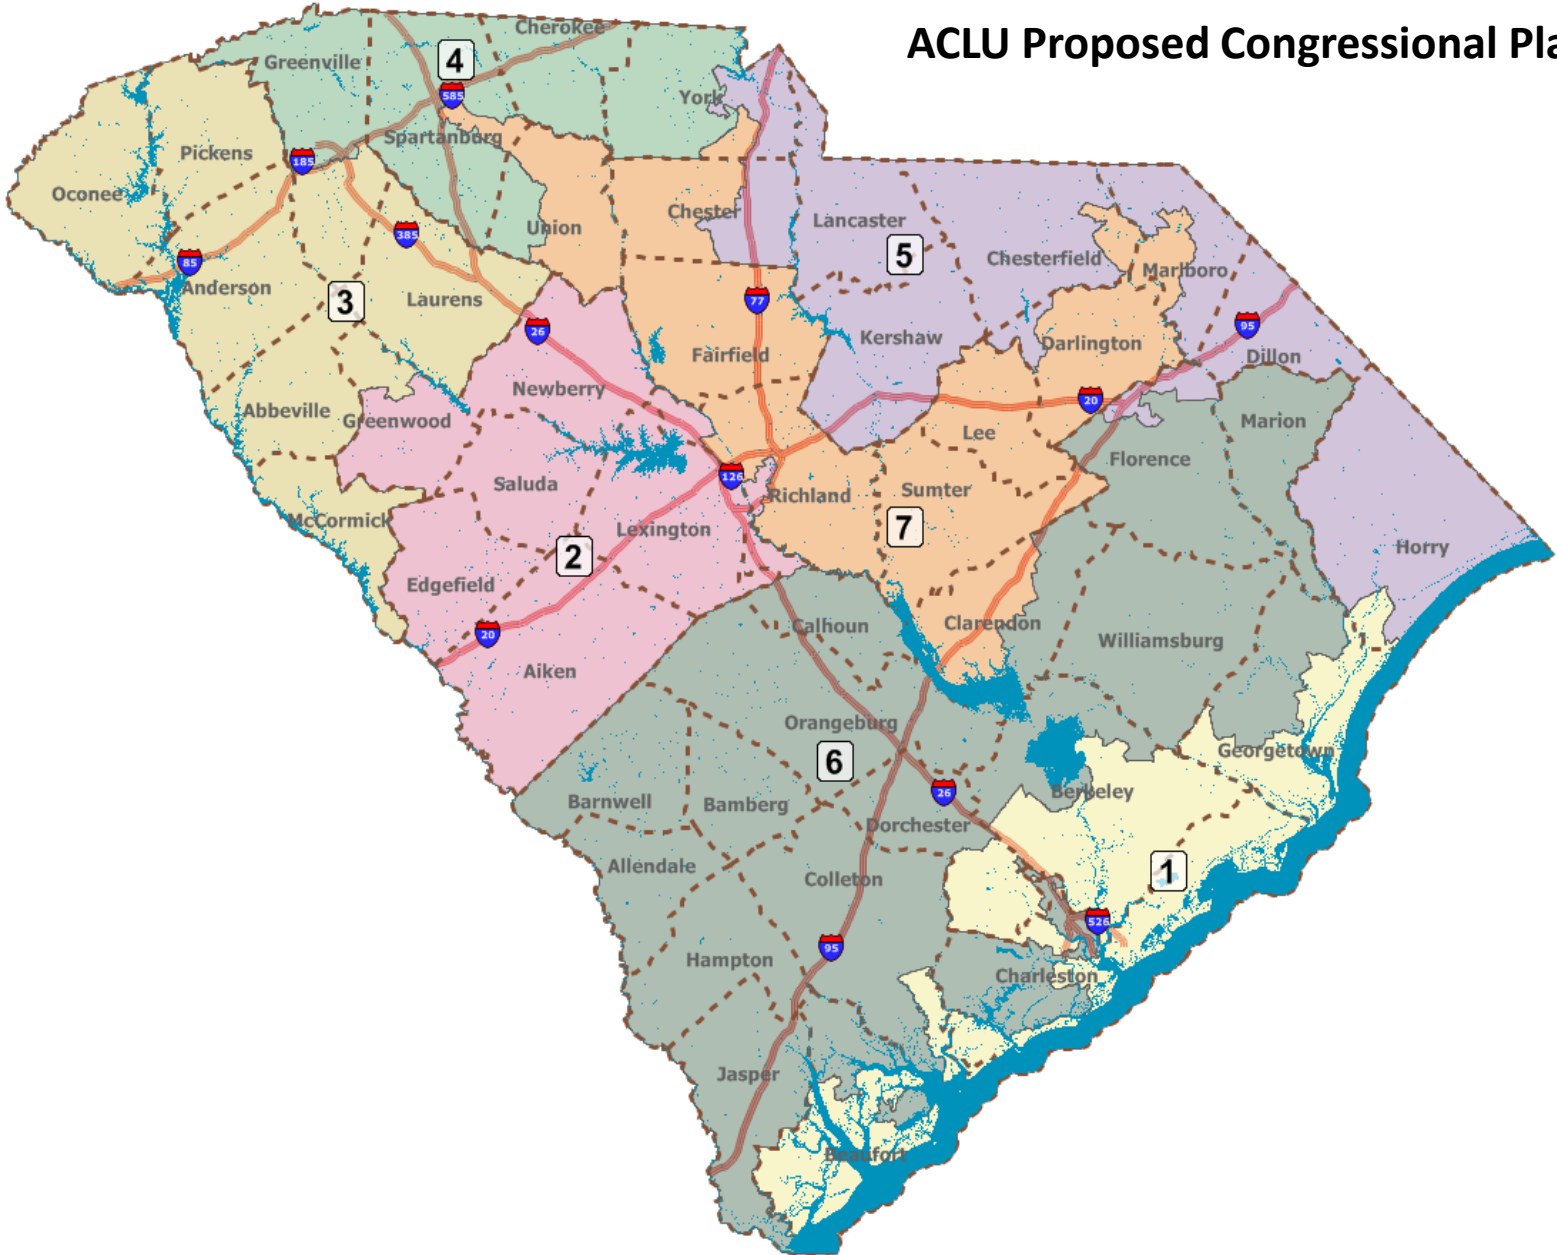 ACLU Proposed Congressional Pla
Cherokee
Greenville
4
585
York
Spartanburg
Pickens
185
Oconee
Chester
Lancaster
Union
385
5
Chesterfield
85
Marlboro
Anderson
3
Laurens
77
26
95
Kershaw
Darlington
Fairfield
Dillon
Newberry
20
Abbeville
Greenwood
Marion
Lee
Florence
126
Saluda
Richland
Sumter
McCormick
Lexington
7
2
Horry
Edgefield
20
Calhoun
Clarendon
Williamsburg
Aiken
Orangeburg
6
Georgetown
Barnwell
Bamberg
26
Berkeley
Dorchester
Allendale
Colleton
1
526
95
Hampton
Charleston
Jasper
Beaufort